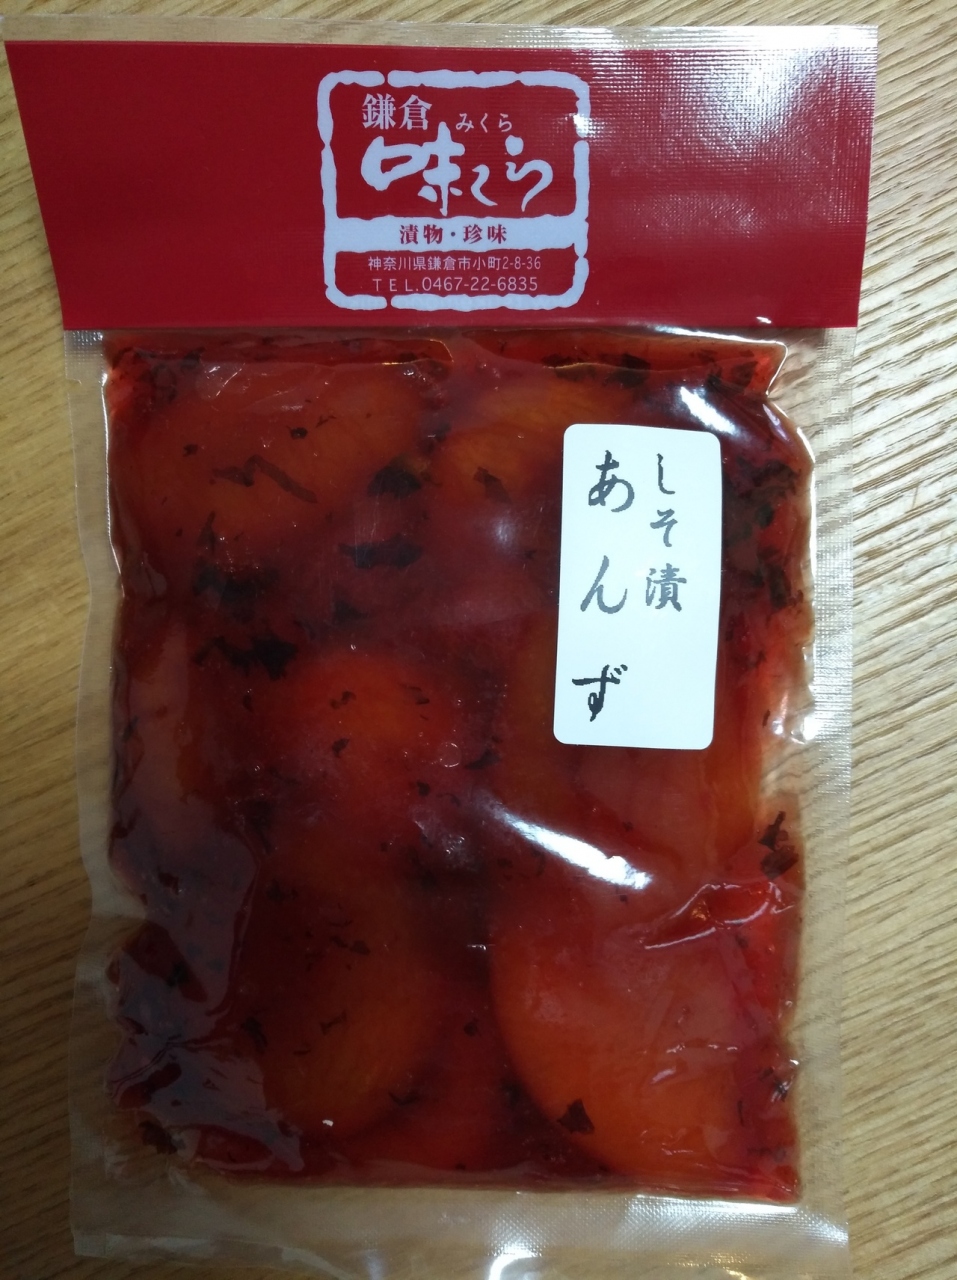 鎌倉 みくら
味くら
漬物・珍味
神奈川県鎌倉市小町2-8-36
TEL.0467-22-6835
しそ漬
あんず